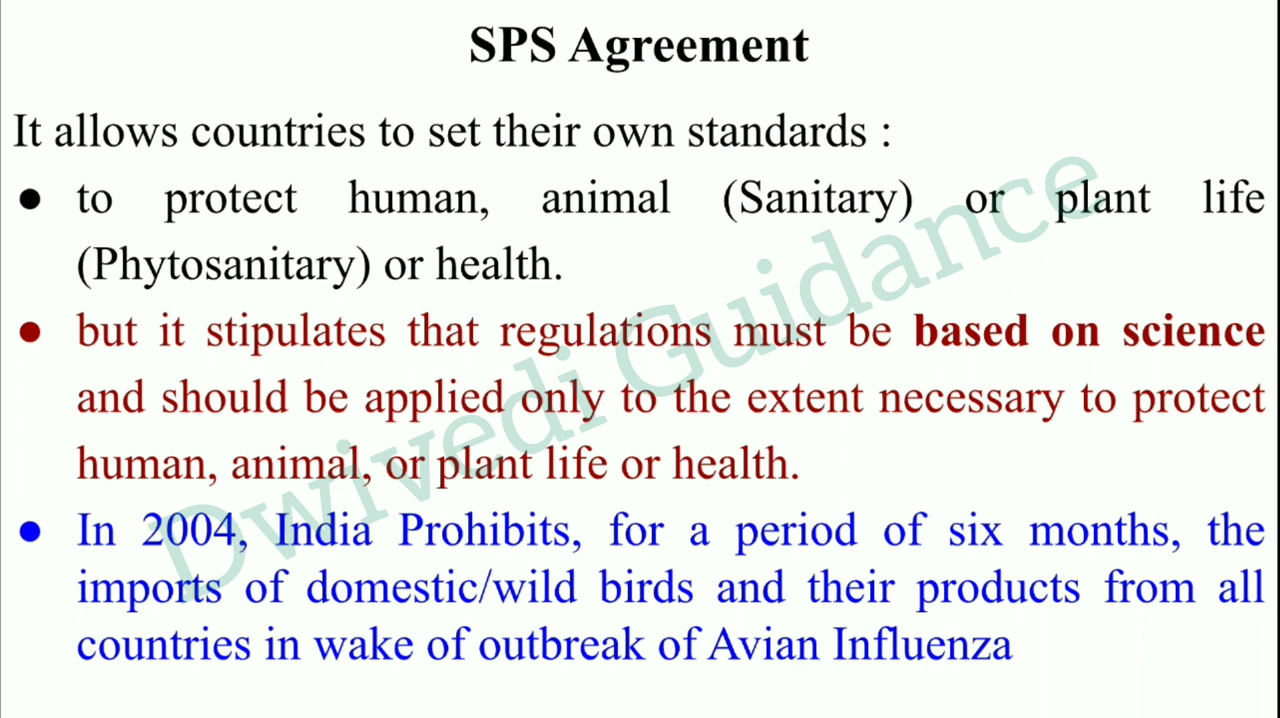 SPS Agreement
It allows countries to set their own standards :
● to protect human, animal (Sanitary) or plant life
(Phytosanitary) or health.
● but it stipulates that regulations must be based on science
and should be applied only to the extent necessary to protect
human, animal, or plant life or health.
● In 2004, India Prohibits, for a period of six months, the
imports of domestic/wild birds and their products from all
countries in wake of outbreak of Avian Influenza
Dwivedi Guidance